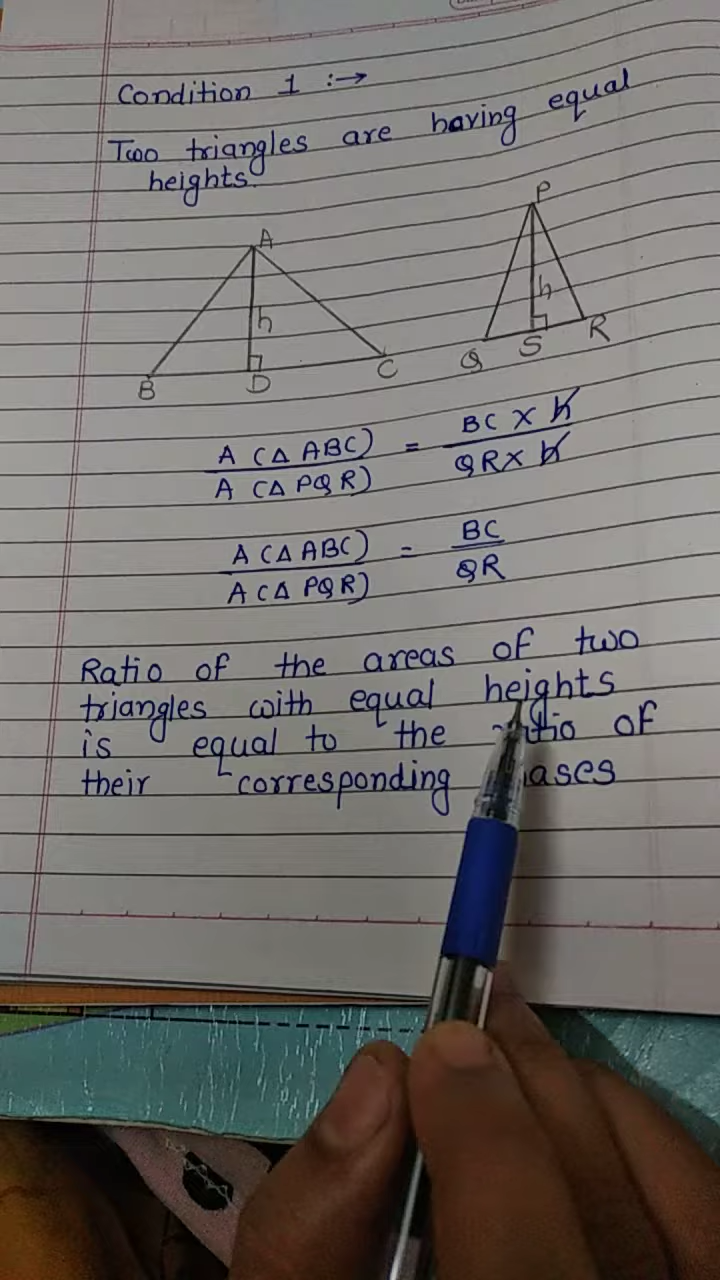 Condition 1 :→
Two triangles are having equal
heights.
A
P
h
h
B
D
C
Q
S
R
A (Δ ABC) = BC X h
A (Δ PQR) QR X h
A (Δ ABC) = BC
A (Δ PQR) QR
Ratio of the areas of two
triangles with equal heights
is equal to the of
their corresponding